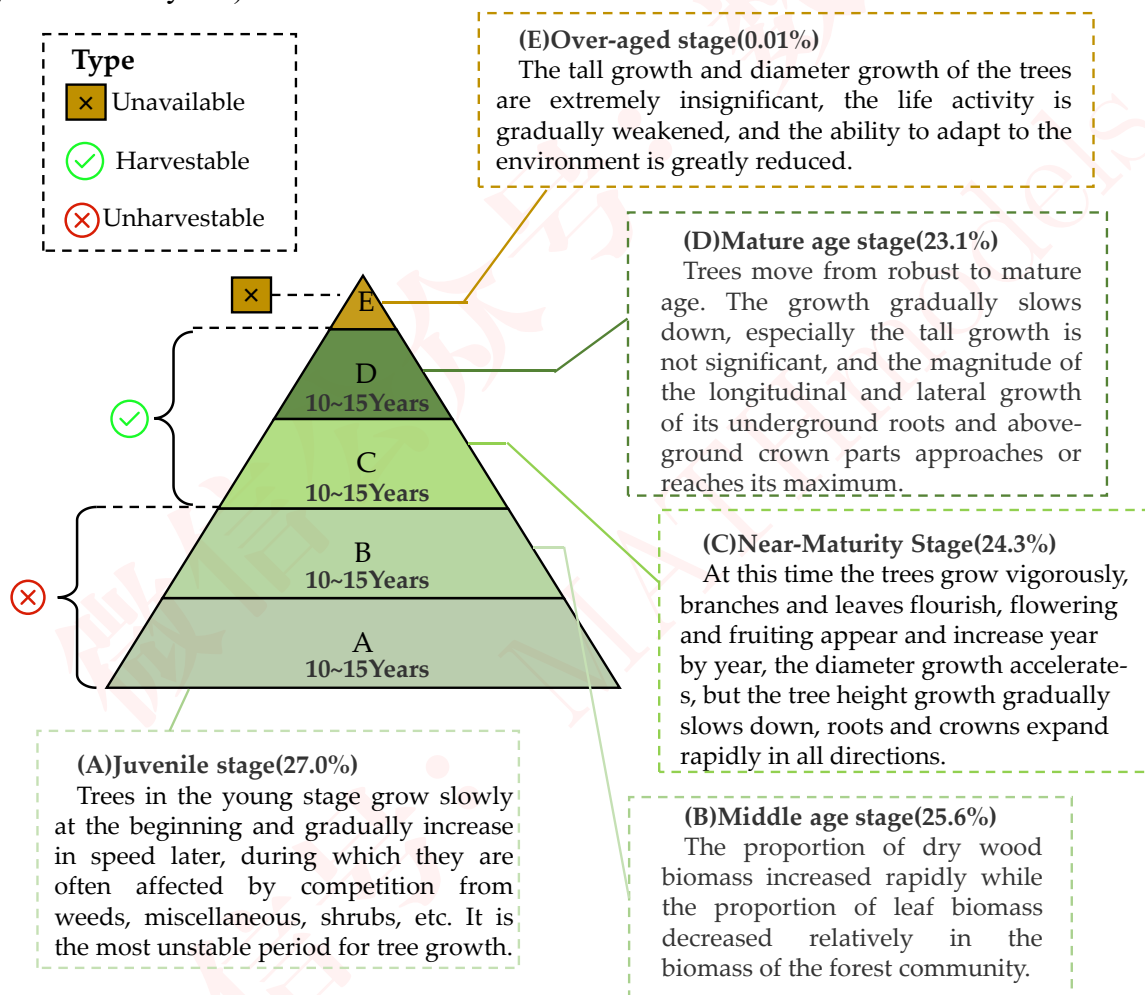 Type
Unavailable
Harvestable
Unharvestable
(E)Over-aged stage(0.01%)
The tall growth and diameter growth of the trees
are extremely insignificant, the life activity is
gradually weakened, and the ability to adapt to the
environment is greatly reduced.
(D)Mature age stage(23.1%)
Trees move from robust to mature
age. The growth gradually slows
down, especially the tall growth is
not significant, and the magnitude of
the longitudinal and lateral growth
of its underground roots and above-
ground crown parts approaches or
reaches its maximum.
E
D
10~15Years
C
10~15Years
B
10~15Years
A
10~15Years
(C)Near-Maturity Stage(24.3%)
At this time the trees grow vigorously,
branches and leaves flourish, flowering
and fruiting appear and increase year
by year, the diameter growth accelerate-
s, but the tree height growth gradually
slows down, roots and crowns expand
rapidly in all directions.
(A)Juvenile stage(27.0%)
Trees in the young stage grow slowly
at the beginning and gradually increase
in speed later, during which they are
often affected by competition from
weeds, miscellaneous, shrubs, etc. It is
the most unstable period for tree growth.
(B)Middle age stage(25.6%)
The proportion of dry wood
biomass increased rapidly while
the proportion of leaf biomass
decreased relatively in the
biomass of the forest community.